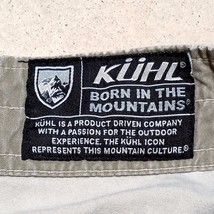 KÜHL®
BORN IN THE
MOUNTAINS®
KÜHL IS A PRODUCT DRIVEN COMPANY
WITH A PASSION FOR THE OUTDOOR
EXPERIENCE, THE KÜHL ICON
REPRESENTS THIS MOUNTAIN CULTURE.®